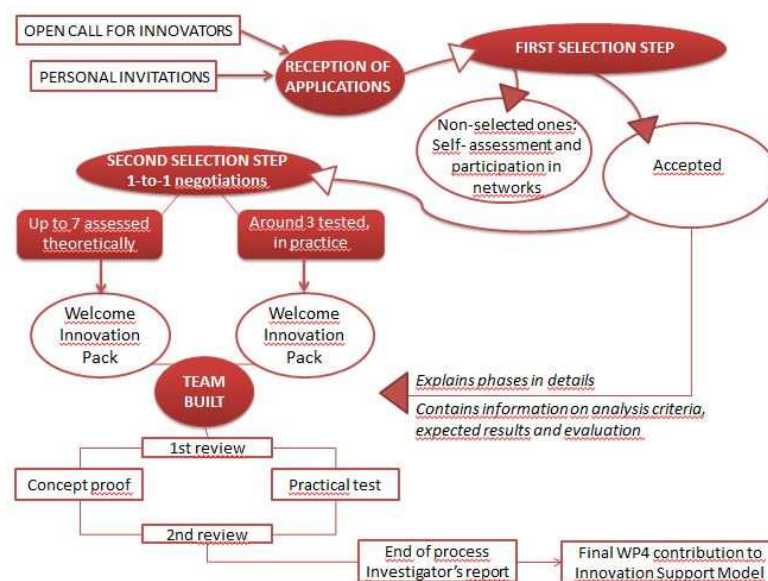 OPEN CALL FOR INNOVATORS
PERSONAL INVITATIONS
RECEPTION OF
APPLICATIONS
FIRST SELECTION STEP
Non-selected ones:
Self- assessment and
participation in
networks
Accepted
SECOND SELECTION STEP
1-to-1 negotiations
Up to 7 assessed
theoretically
Around 3 tested,
in practice
Welcome
Innovation
Pack
Welcome
Innovation
Pack
TEAM
BUILT
Explains phases in details
Contains information on analysis criteria,
expected results and evaluation
1st review
Concept proof
Practical test
2nd review
End of process
Investigator's report
Final WP4 contribution to
Innovation Support Model